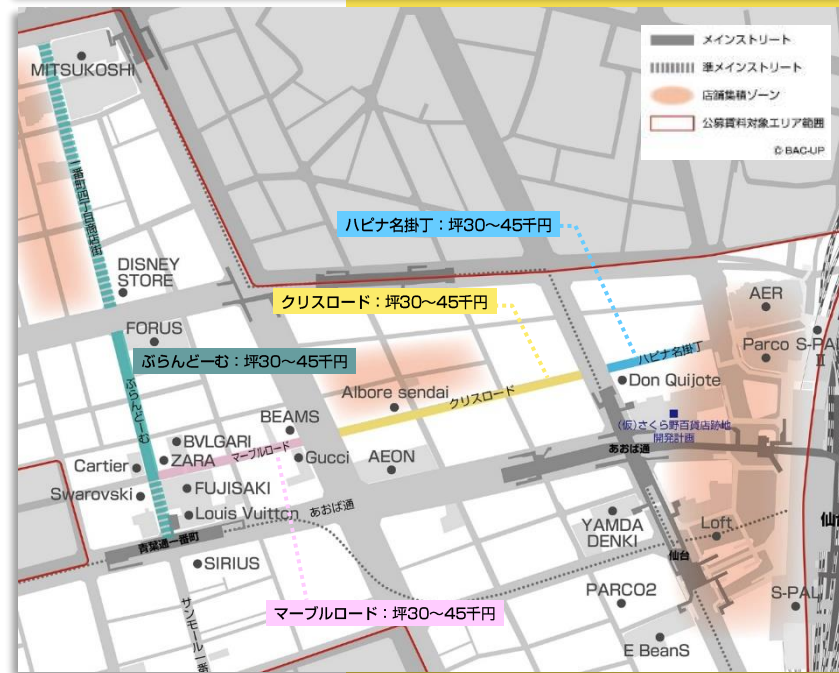 メインストリート
準メインストリート
店舗集積ゾーン
公募賃料対象エリア範囲
© BAC-UP
MITSUKOSHI
一番町四丁目商店街
ハピナ名掛丁：坪30～45千円
DISNEY
STORE
クリスロード：坪30～45千円
AER
FORUS
ぶらんどーむ：坪30～45千円
ハピナ名掛丁
Parco
S-PAL
II
Don Quijote
Albore sendai
クリスロード
ぶらんどーむ
(仮)さくら野百貨店跡地
開発計画
BEAMS
BVLGARI
マーブルロード
あおば通
Cartier
ZARA
Gucci
AEON
Swarovski
FUJISAKI
Louis Vuitton
あおば通
YAMDA
DENKI
Loft
仙台
青葉通一番町
仙台
SIRIUS
PARCO2
S-PAL
サンモール一番
マーブルロード：坪30～45千円
E BeanS